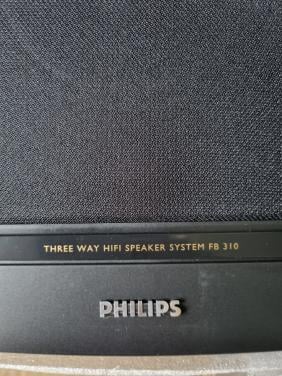 THREE WAY HIFI SPEAKER SYSTEM FB 310
PHILIPS